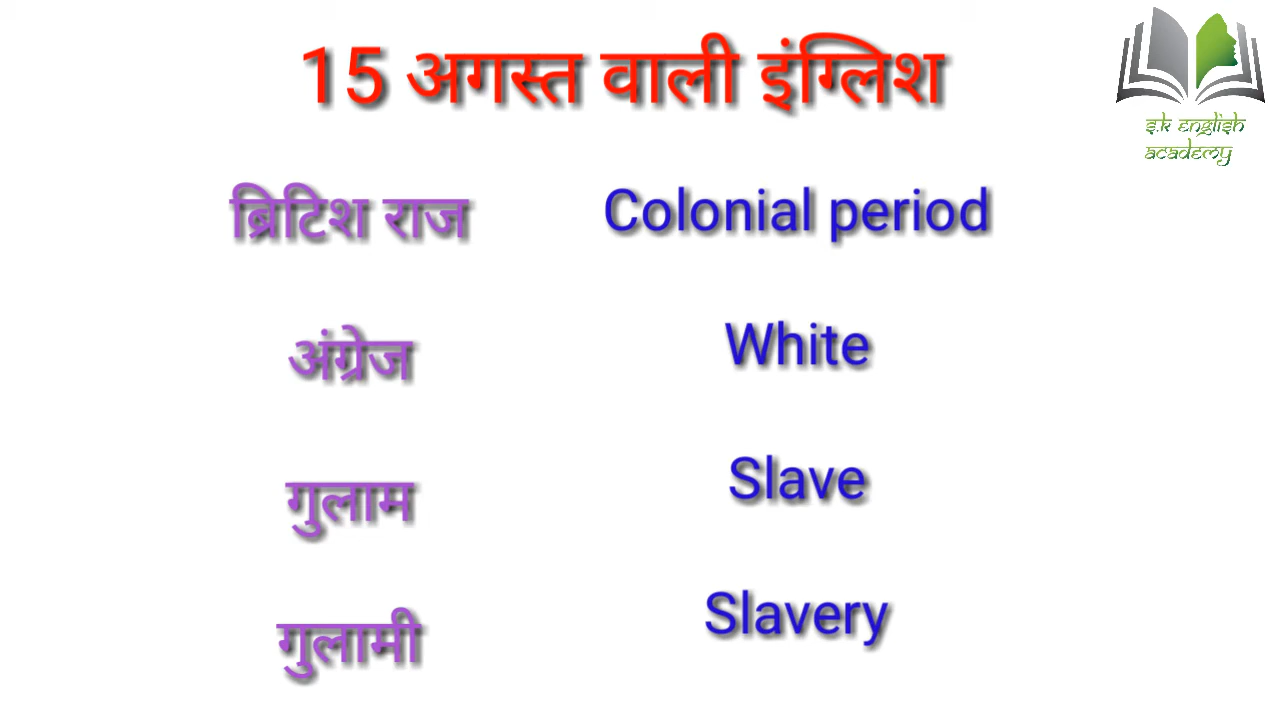 15 अगस्त वाली इंग्लिश
S.K English
Academy
ब्रिटिश राज Colonial period
अंग्रेज White
गुलाम Slave
गुलामी Slavery